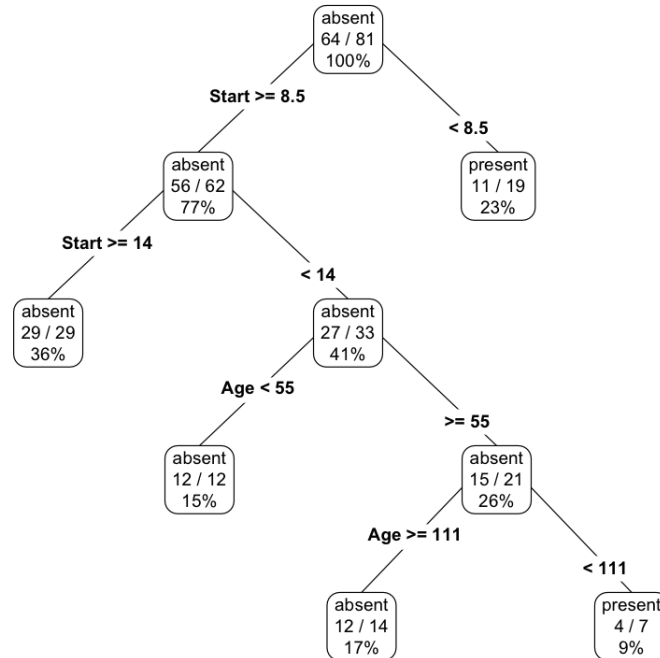 absent
64 / 81
100%
Start >= 8.5
< 8.5
absent
56 / 62
77%
present
11 / 19
23%
Start >= 14
< 14
absent
29 / 29
36%
absent
27 / 33
41%
Age < 55
>= 55
absent
12 / 12
15%
absent
15 / 21
26%
Age >= 111
< 111
absent
12 / 14
17%
present
4 / 7
9%